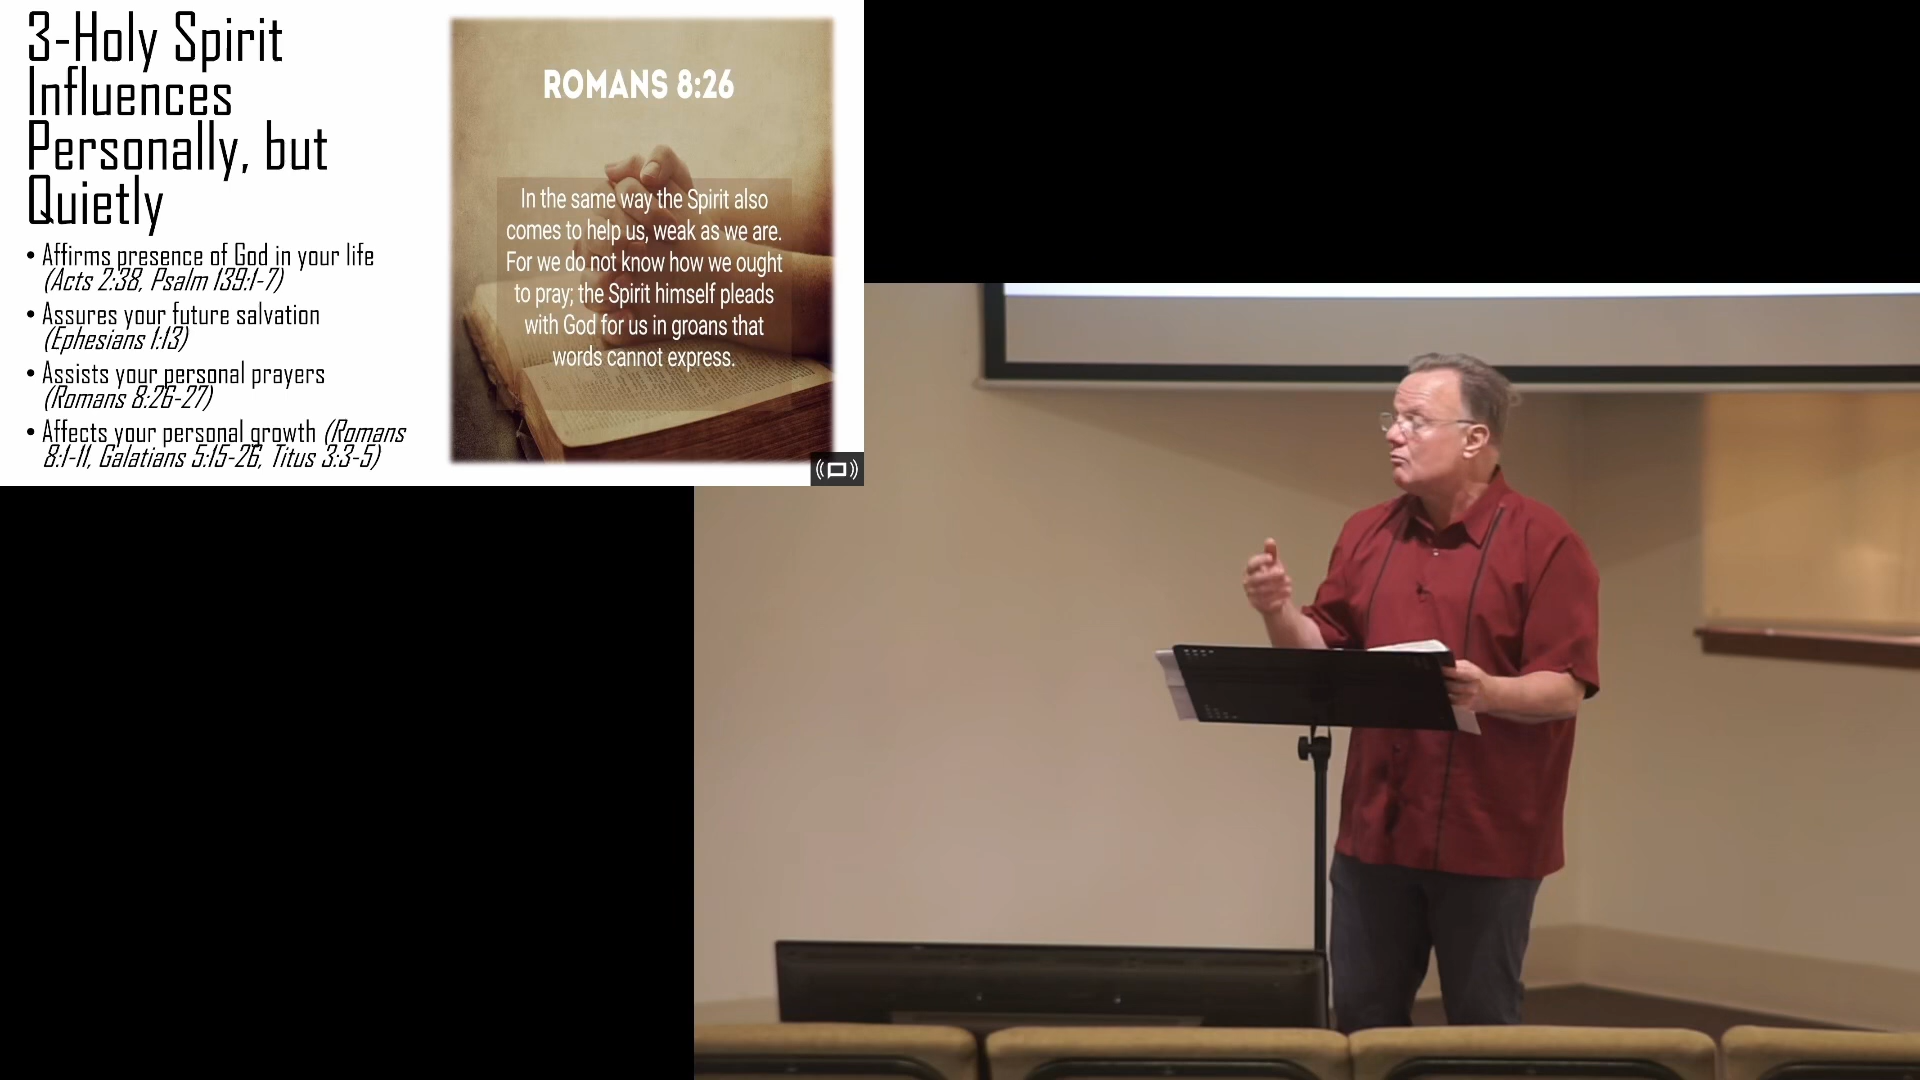 3-Holy Spirit
Influences
Personally, but
Quietly
• Affirms presence of God in your life
(Acts 2:38, Psalm 139:1-7)
• Assures your future salvation
(Ephesians 1:13)
• Assists your personal prayers
(Romans 8:26-27)
• Affects your personal growth (Romans
8:1-11, Galatians 5:15-26, Titus 3:3-5)
ROMANS 8:26
In the same way the Spirit also
comes to help us, weak as we are.
For we do not know how we ought
to pray; the Spirit himself pleads
with God for us in groans that
words cannot express.